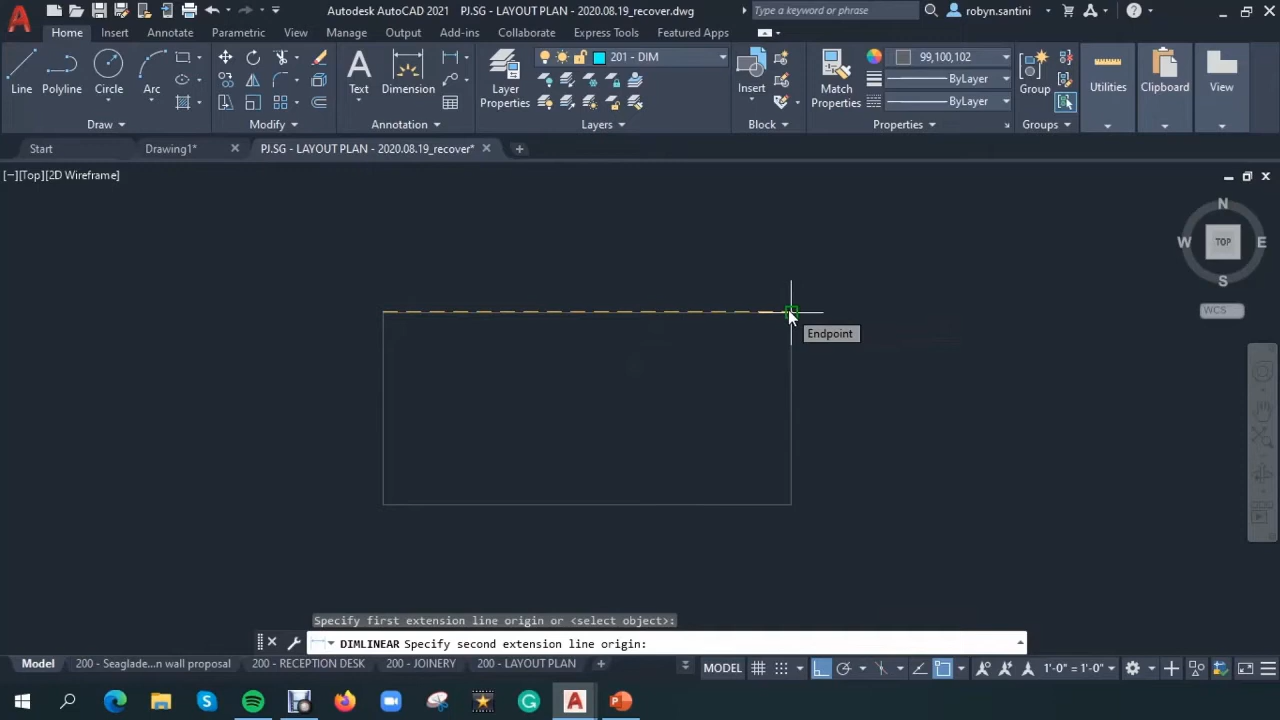 Autodesk AutoCAD 2021 PJ.SG - LAYOUT PLAN - 2020.08.19_recover.dwg
Type a keyword or phrase
robyn.santini
Home Insert Annotate Parametric View Manage Output Add-ins Collaborate Express Tools Featured Apps
201 - DIM
99,100,102
ByLayer
ByLayer
Line Polyline Circle Arc Text Dimension Layer Properties Insert Match Properties Group Utilities Clipboard View
Draw Modify Annotation Layers Block Properties Groups
Start Drawing1* PJ.SG - LAYOUT PLAN - 2020.08.19_recover*
[−][Top][2D Wireframe]
N
W TOP E
S
WCS
Endpoint
Specify first extension line origin or <select object>:
DIMLINEAR Specify second extension line origin:
Model 200 - Seaglade...n wall proposal 200 - RECEPTION DESK 200 - JOINERY 200 - LAYOUT PLAN
MODEL 1'-0" = 1'-0"